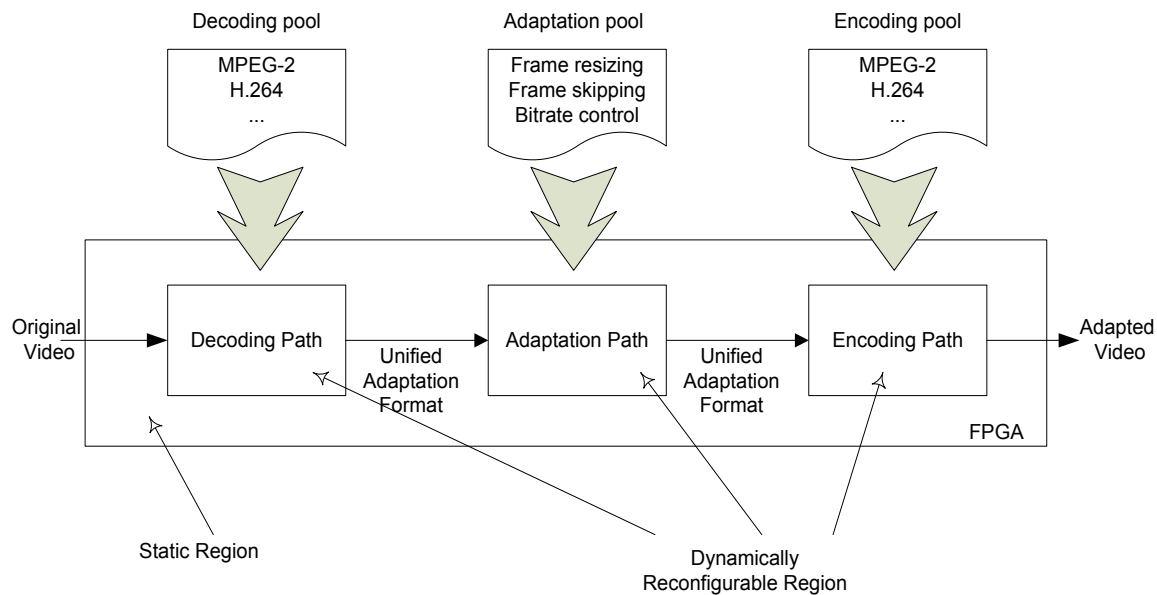 Decoding pool
Adaptation pool
Encoding pool
MPEG-2
H.264
...
Frame resizing
Frame skipping
Bitrate control
MPEG-2
H.264
...
Original
Video
Decoding Path
Unified
Adaptation
Format
Adaptation Path
Unified
Adaptation
Format
Encoding Path
Adapted
Video
FPGA
Static Region
Dynamically
Reconfigurable Region